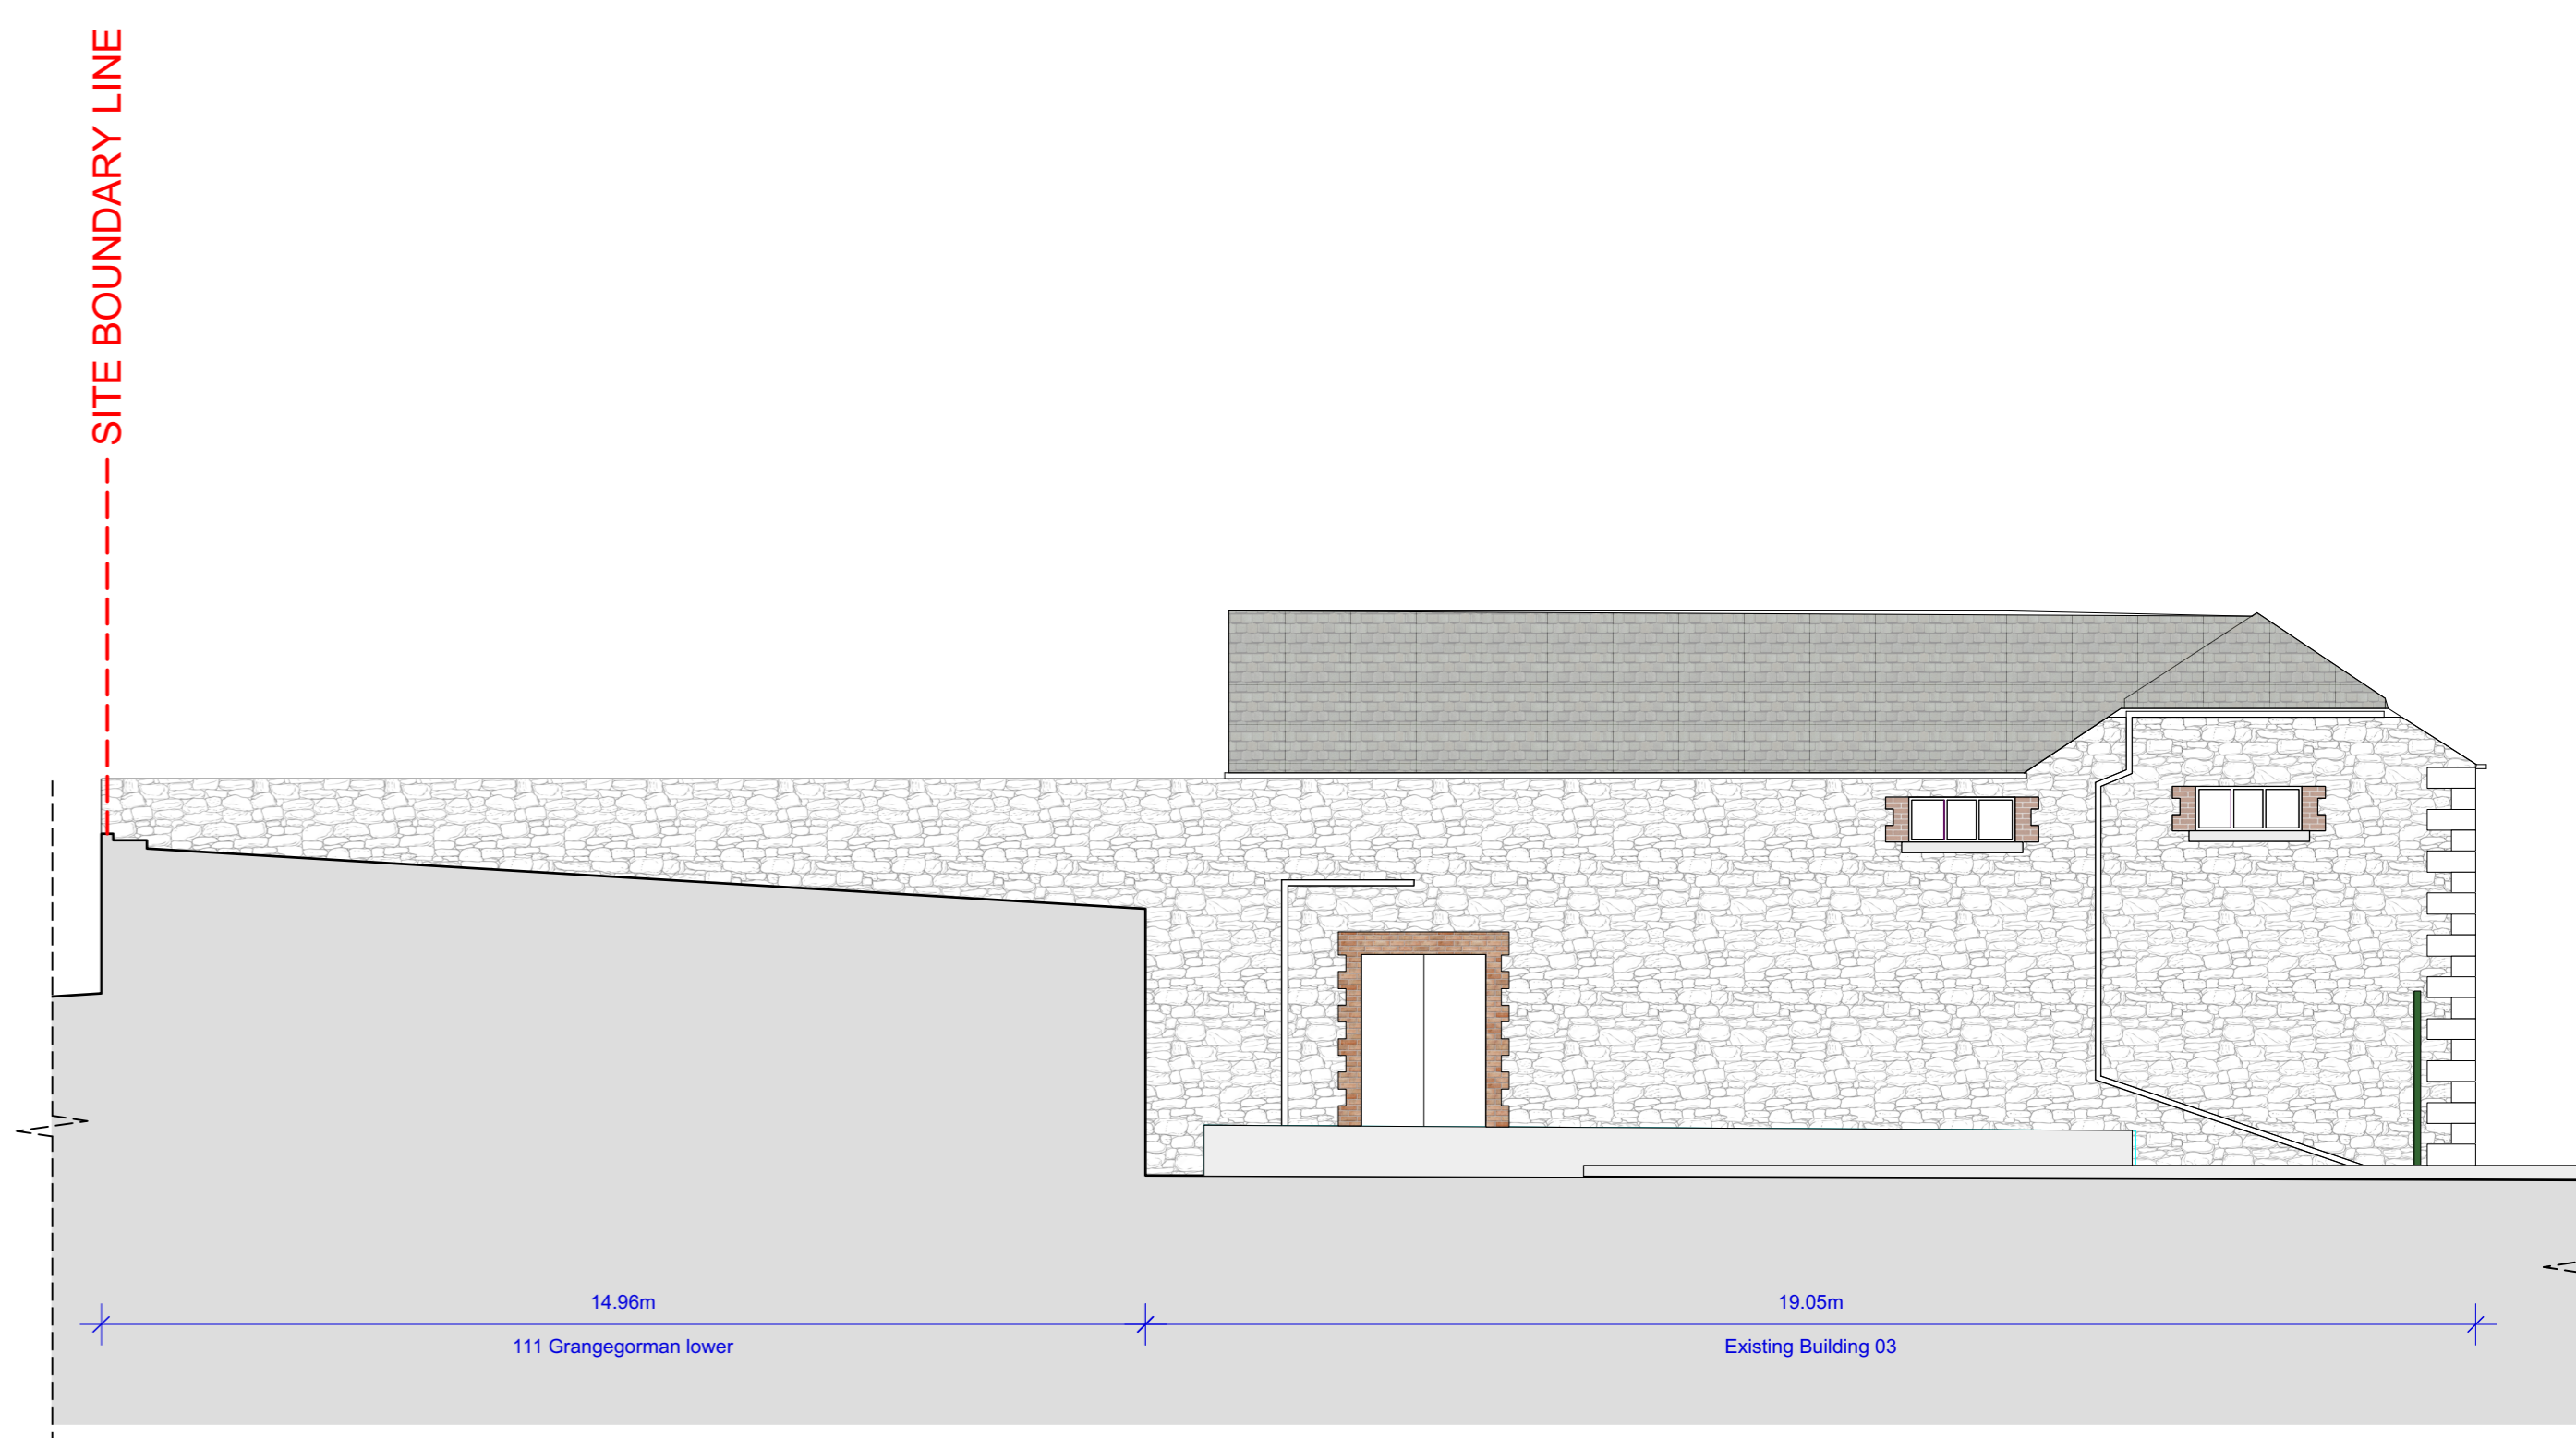 SITE BOUNDARY LINE
14.96m
111 Grangegorman lower
19.05m
Existing Building 03